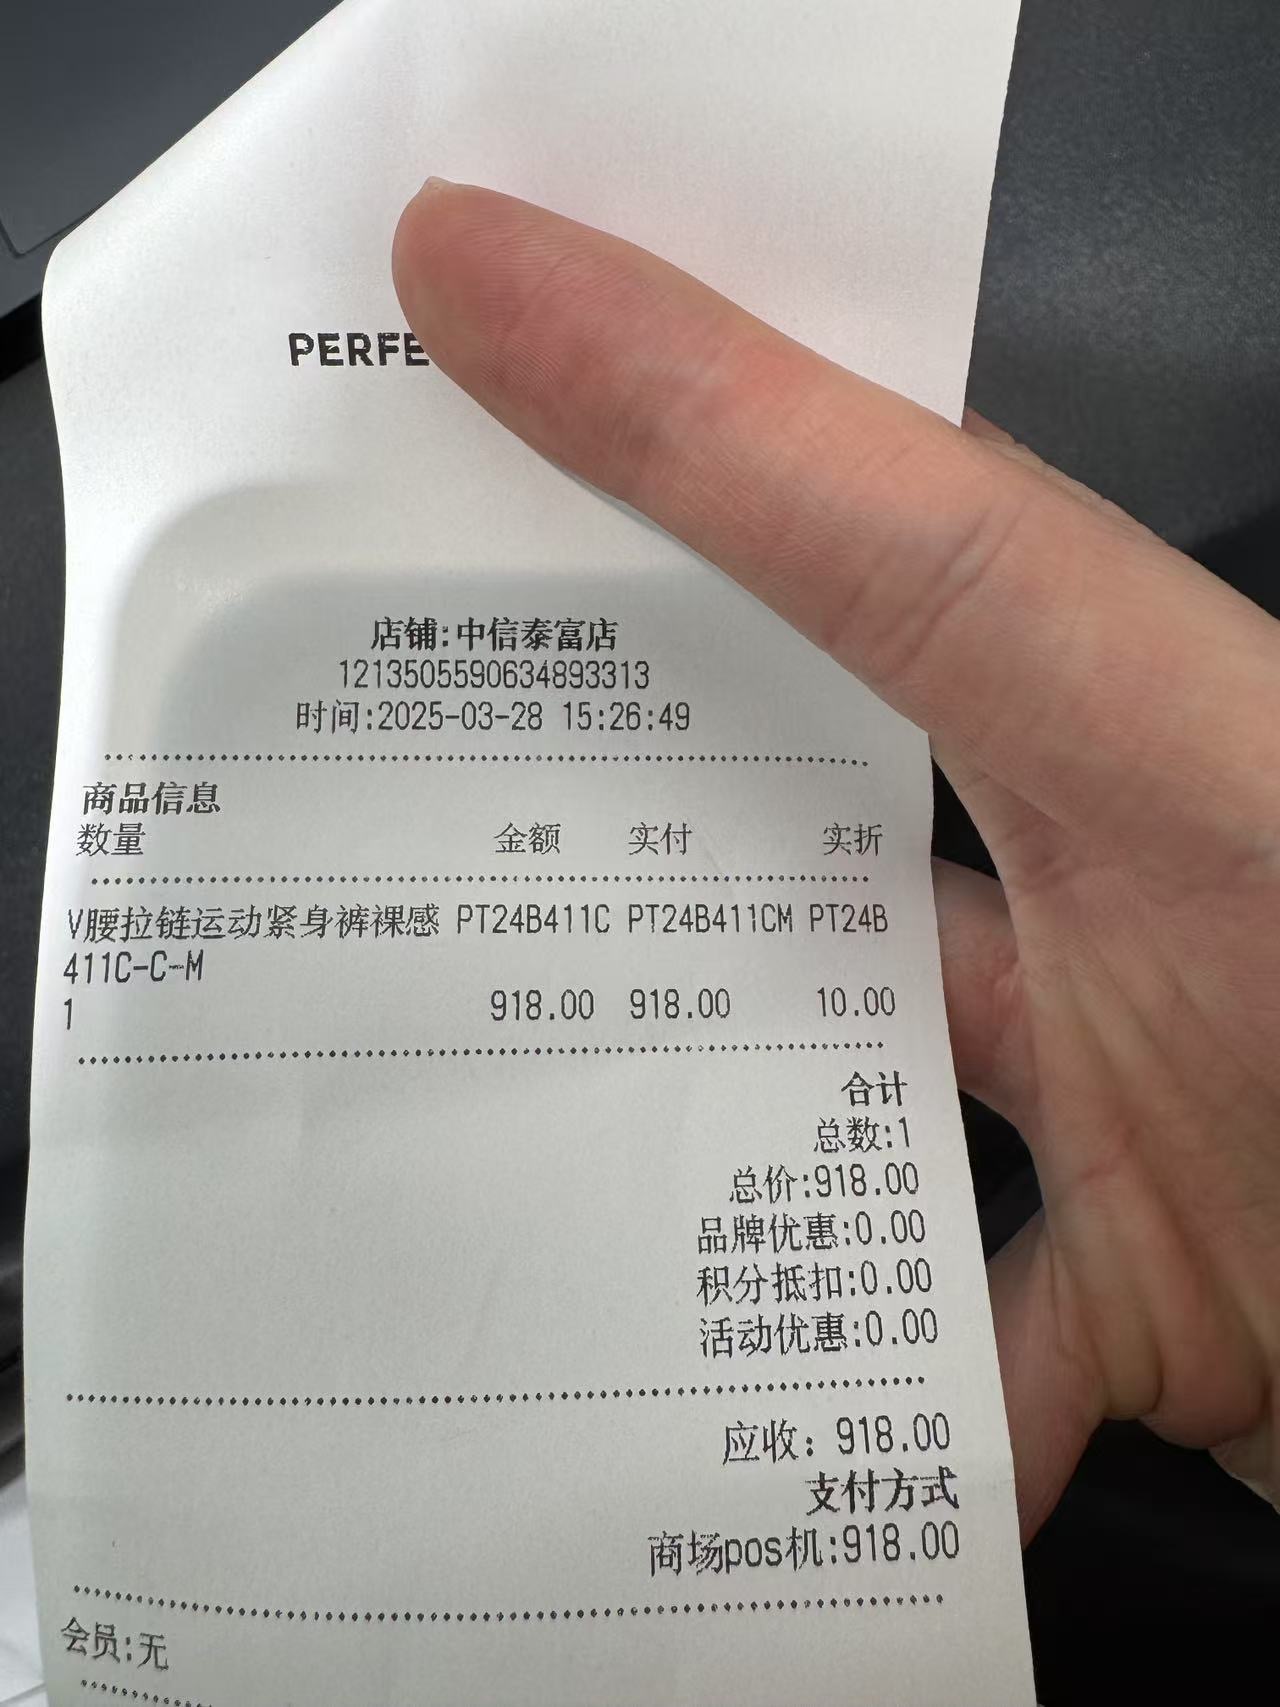 PERFE
店铺:中信泰富店
1213505590634893313
时间:2025-03-28 15:26:49
商品信息
数量 金额 实付 实折
V腰拉链运动紧身裤裸感 PT24B411C PT24B411CM PT24B
411C-C-M
1 918.00 918.00 10.00
合计
总数:1
总价:918.00
品牌优惠:0.00
积分抵扣:0.00
活动优惠:0.00
应收: 918.00
支付方式
商场pos机:918.00
会员:无